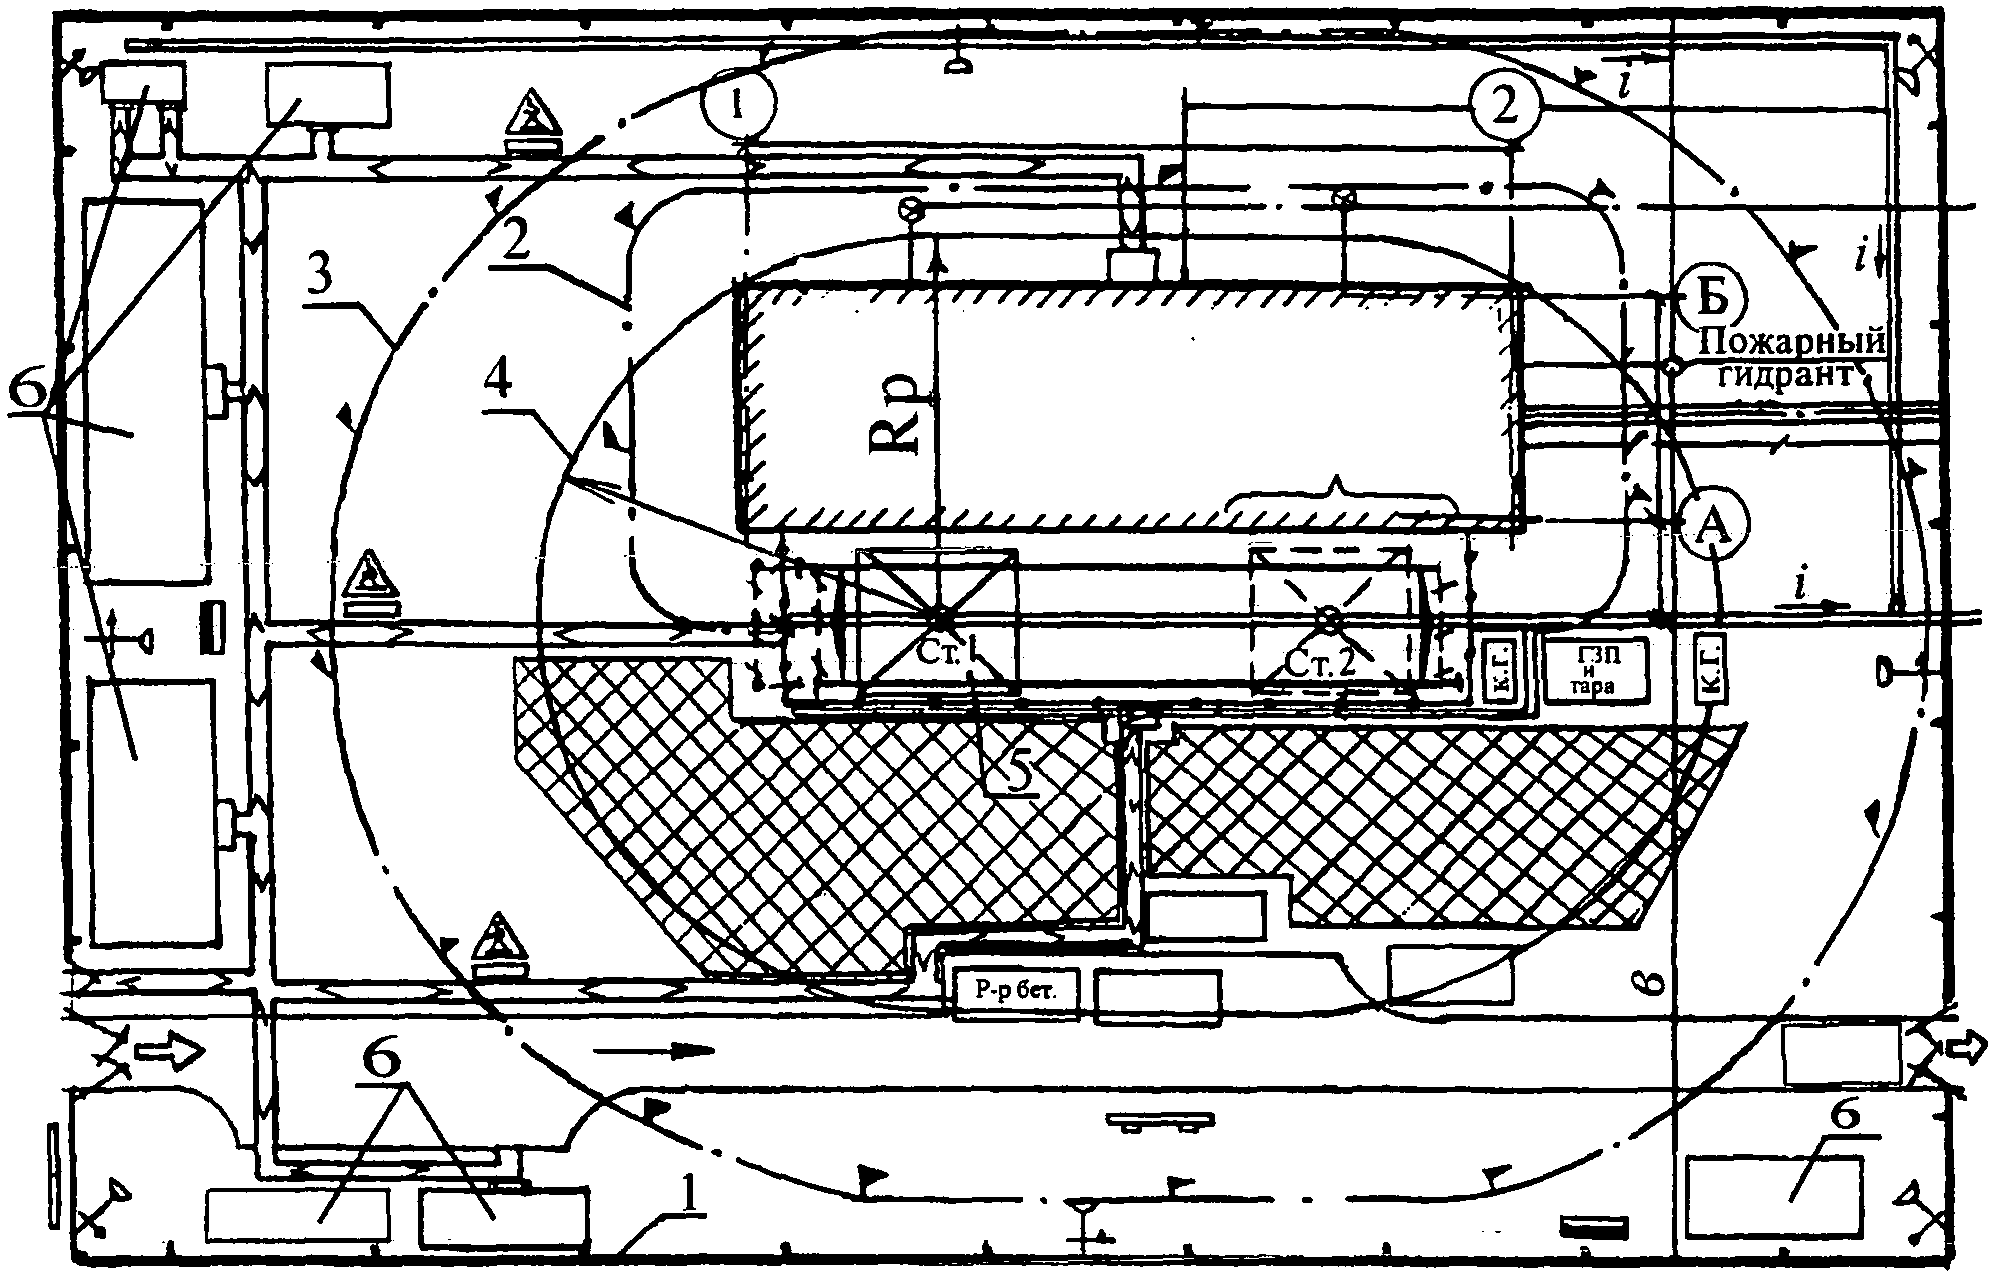 1
2
i
2
3
i
Б
Пожарный
гидрант
4
6
Rр
А
i
Ст. 1
Ст. 2
к.г.
ГЗП
и
тара
к.г.
5
в
Р-р бет.
6
6
1